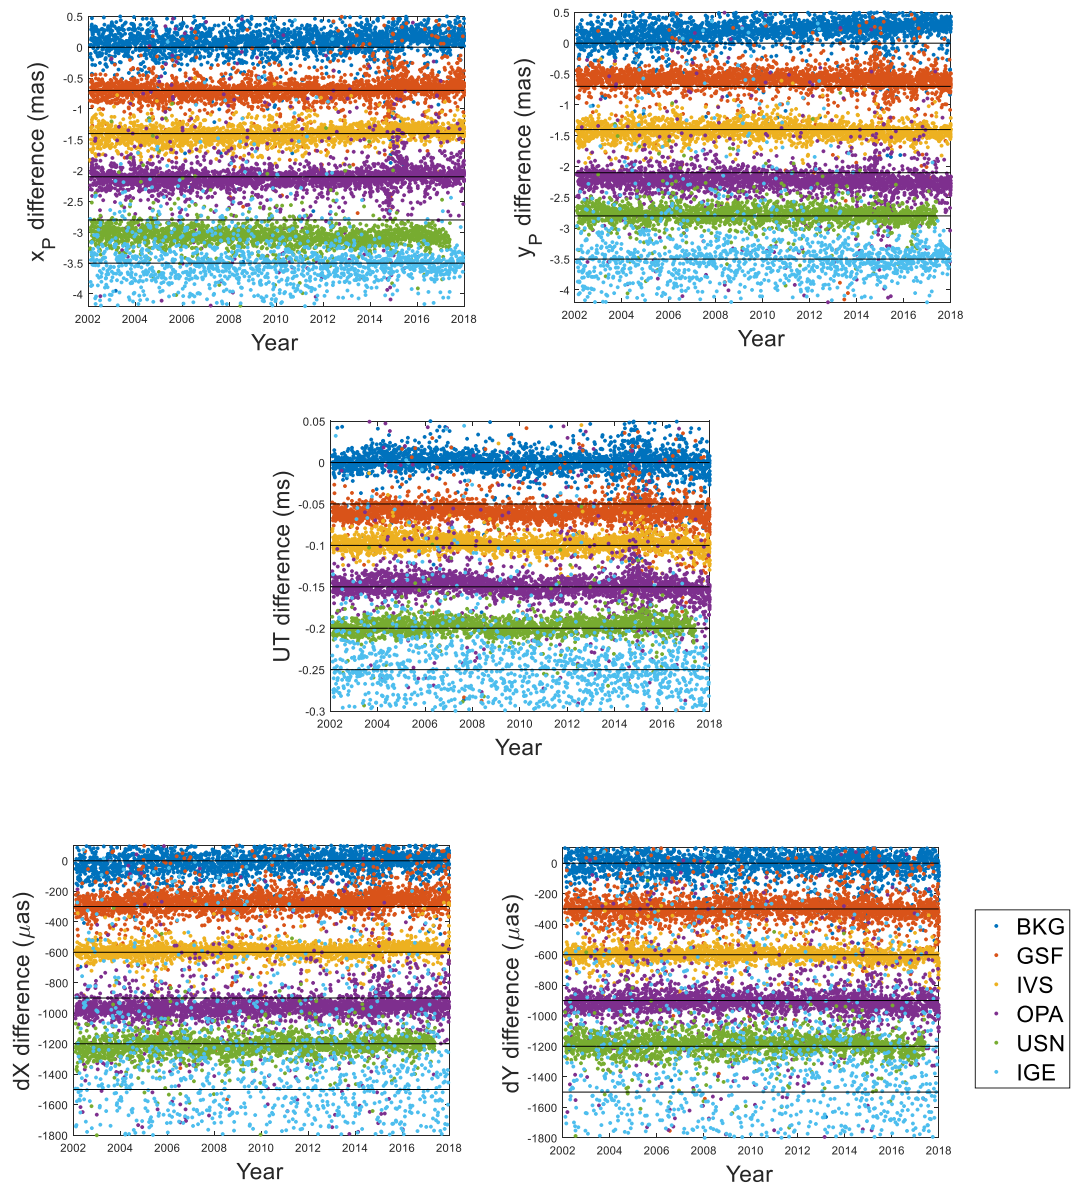 0.5
0
-0.5
-1
-1.5
-2
-2.5
-3
-3.5
-4
x_P difference (mas)
2002 2004 2006 2008 2010 2012 2014 2016 2018
Year
0.5
0
-0.5
-1
-1.5
-2
-2.5
-3
-3.5
-4
y_P difference (mas)
2002 2004 2006 2008 2010 2012 2014 2016 2018
Year
0.05
0
-0.05
-0.1
-0.15
-0.2
-0.25
-0.3
UT difference (ms)
2002 2004 2006 2008 2010 2012 2014 2016 2018
Year
0
-200
-400
-600
-800
-1000
-1200
-1400
-1600
-1800
dX difference (μas)
2002 2004 2006 2008 2010 2012 2014 2016 2018
Year
0
-200
-400
-600
-800
-1000
-1200
-1400
-1600
-1800
dY difference (μas)
2002 2004 2006 2008 2010 2012 2014 2016 2018
Year
BKG
GSF
IVS
OPA
USN
IGE